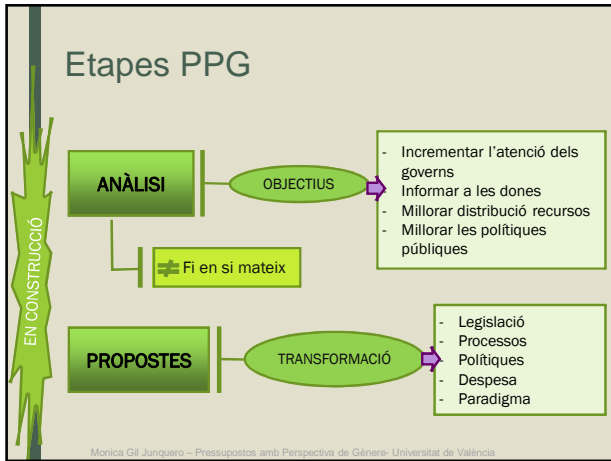 Etapes PPG
EN CONSTRUCCIÓ
ANÀLISI
OBJECTIUS
- Incrementar l'atenció dels
governs
- Informar a les dones
- Millorar distribució recursos
- Millorar les polítiques
públiques
≠ Fi en si mateix
PROPOSTES
TRANSFORMACIÓ
- Legislació
- Processos
- Polítiques
- Despesa
- Paradigma
Monica Gil Junquero – Pressupostos amb Perspectiva de Gènere- Universitat de València